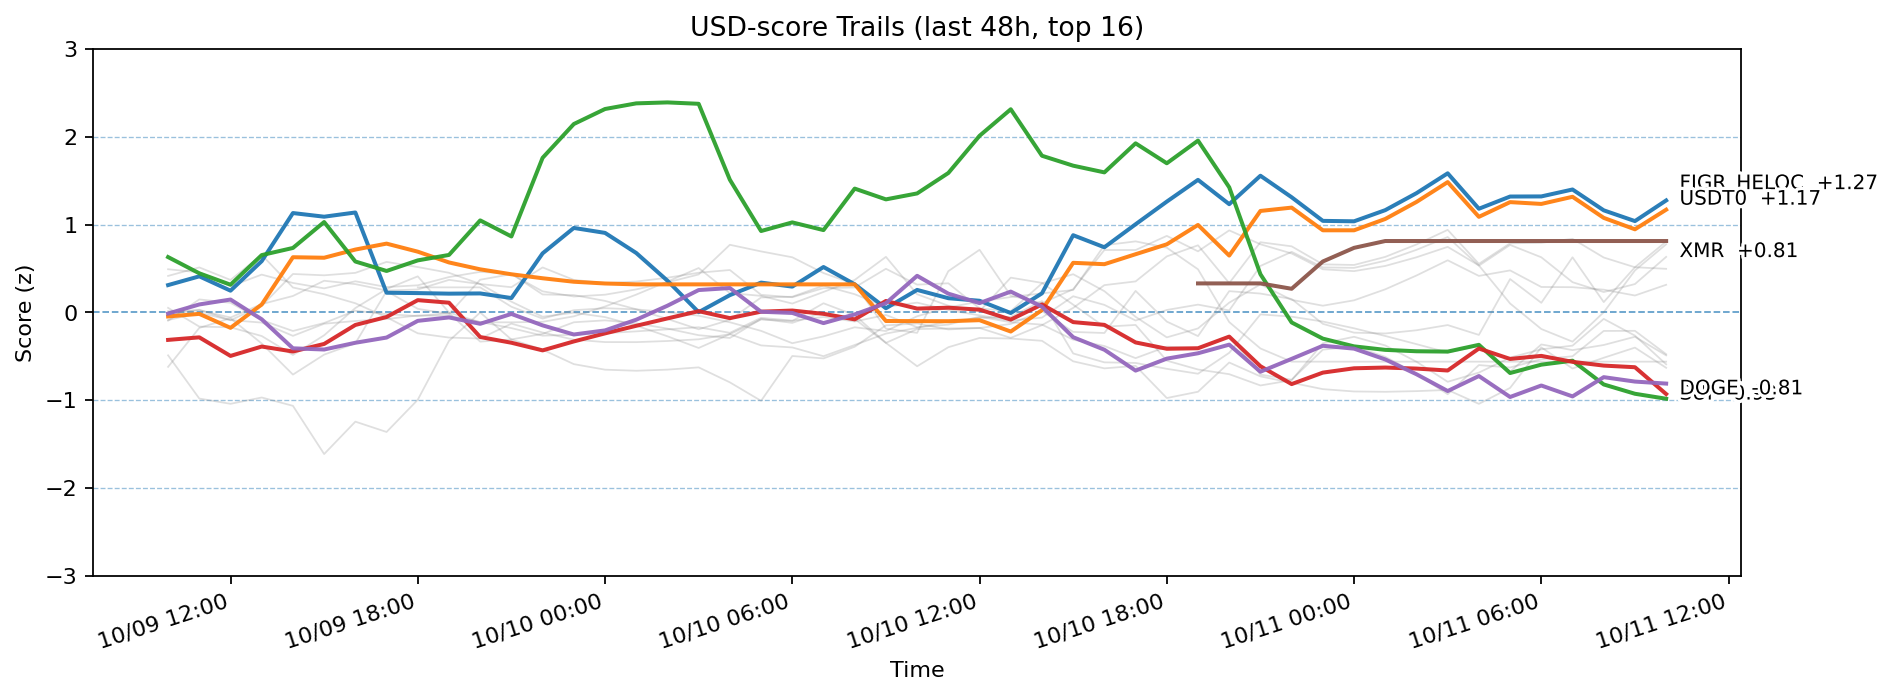 USD-score Trails (last 48h, top 16)
3
2
1
0
−1
−2
−3
Score (z)
FIGR_HELOC +1.27
USDT0 +1.17
XMR +0.81
DOGE -0.81
10/09 12:00
10/09 18:00
10/10 00:00
10/10 06:00
10/10 12:00
10/10 18:00
10/11 00:00
10/11 06:00
10/11 12:00
Time